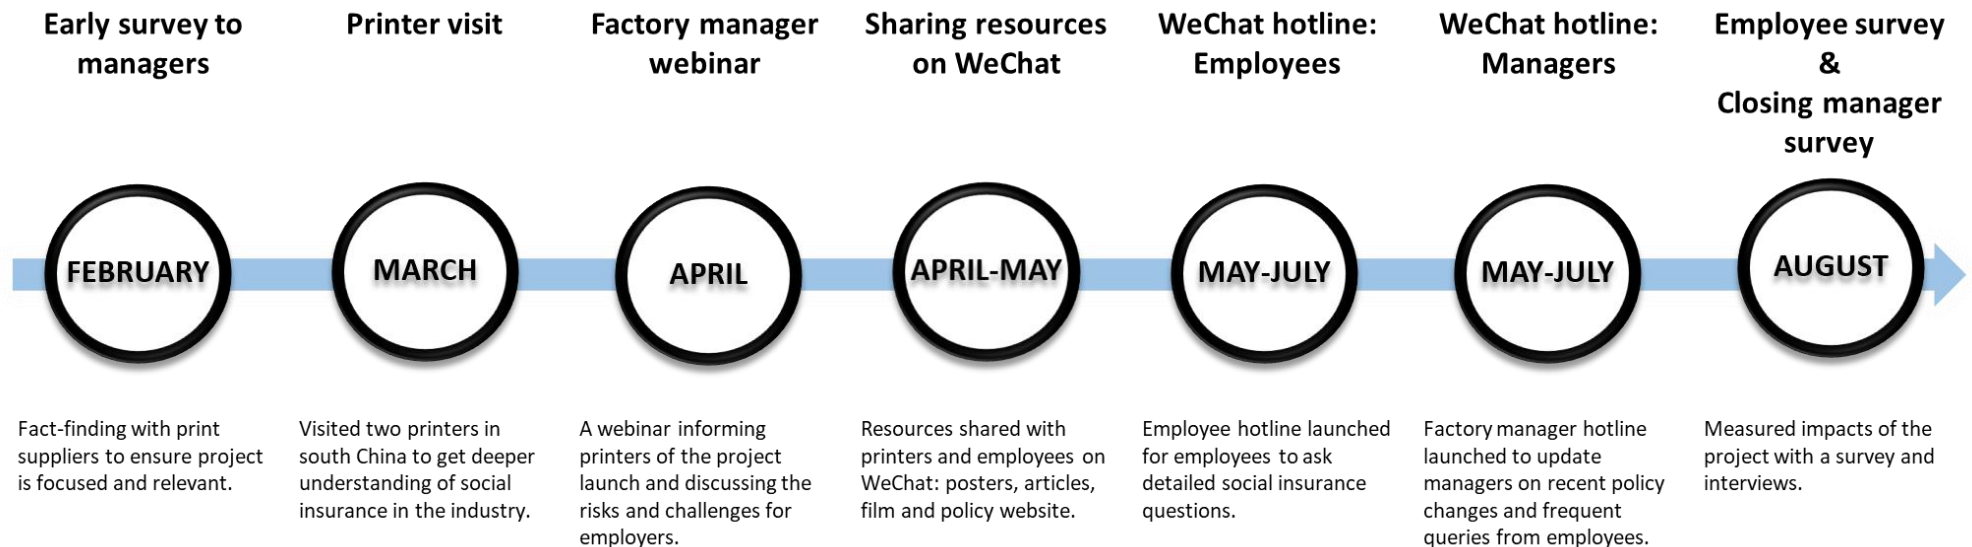 Early survey to
managers
Printer visit
Factory manager
webinar
Sharing resources
on WeChat
WeChat hotline:
Employees
WeChat hotline:
Managers
Employee survey
&
Closing manager
survey
FEBRUARY
MARCH
APRIL
APRIL-MAY
MAY-JULY
MAY-JULY
AUGUST
Fact-finding with print
suppliers to ensure project
is focused and relevant.
Visited two printers in
south China to get deeper
understanding of social
insurance in the industry.
A webinar informing
printers of the project
launch and discussing the
risks and challenges for
employers.
Resources shared with
printers and employees on
WeChat: posters, articles,
film and policy website.
Employee hotline launched
for employees to ask
detailed social insurance
questions.
Factory manager hotline
launched to update
managers on recent policy
changes and frequent
queries from employees.
Measured impacts of the
project with a survey and
interviews.